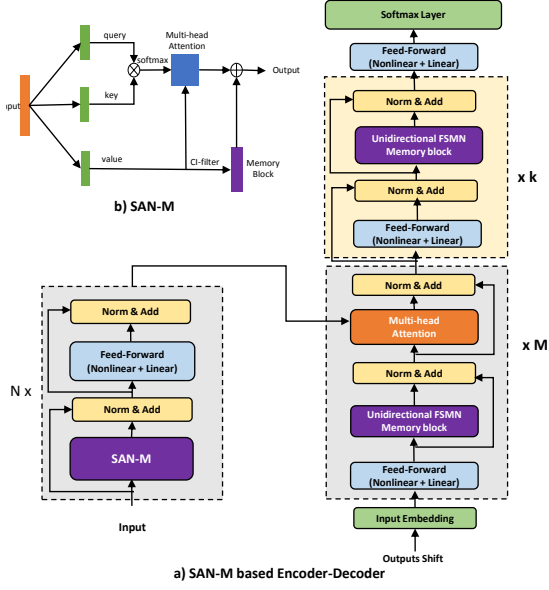 query
Multi-head
Attention
softmax
Output
nput
key
value
CI-filter
Memory
Block
b) SAN-M
Softmax Layer
Feed-Forward
(Nonlinear + Linear)
Norm & Add
Unidirectional FSMN
Memory block
x k
Norm & Add
Feed-Forward
(Nonlinear + Linear)
Norm & Add
Multi-head
Attention
x M
Norm & Add
Unidirectional FSMN
Memory block
Feed-Forward
(Nonlinear + Linear)
Input Embedding
Outputs Shift
Norm & Add
Feed-Forward
(Nonlinear + Linear)
N x
Norm & Add
SAN-M
Input
a) SAN-M based Encoder-Decoder